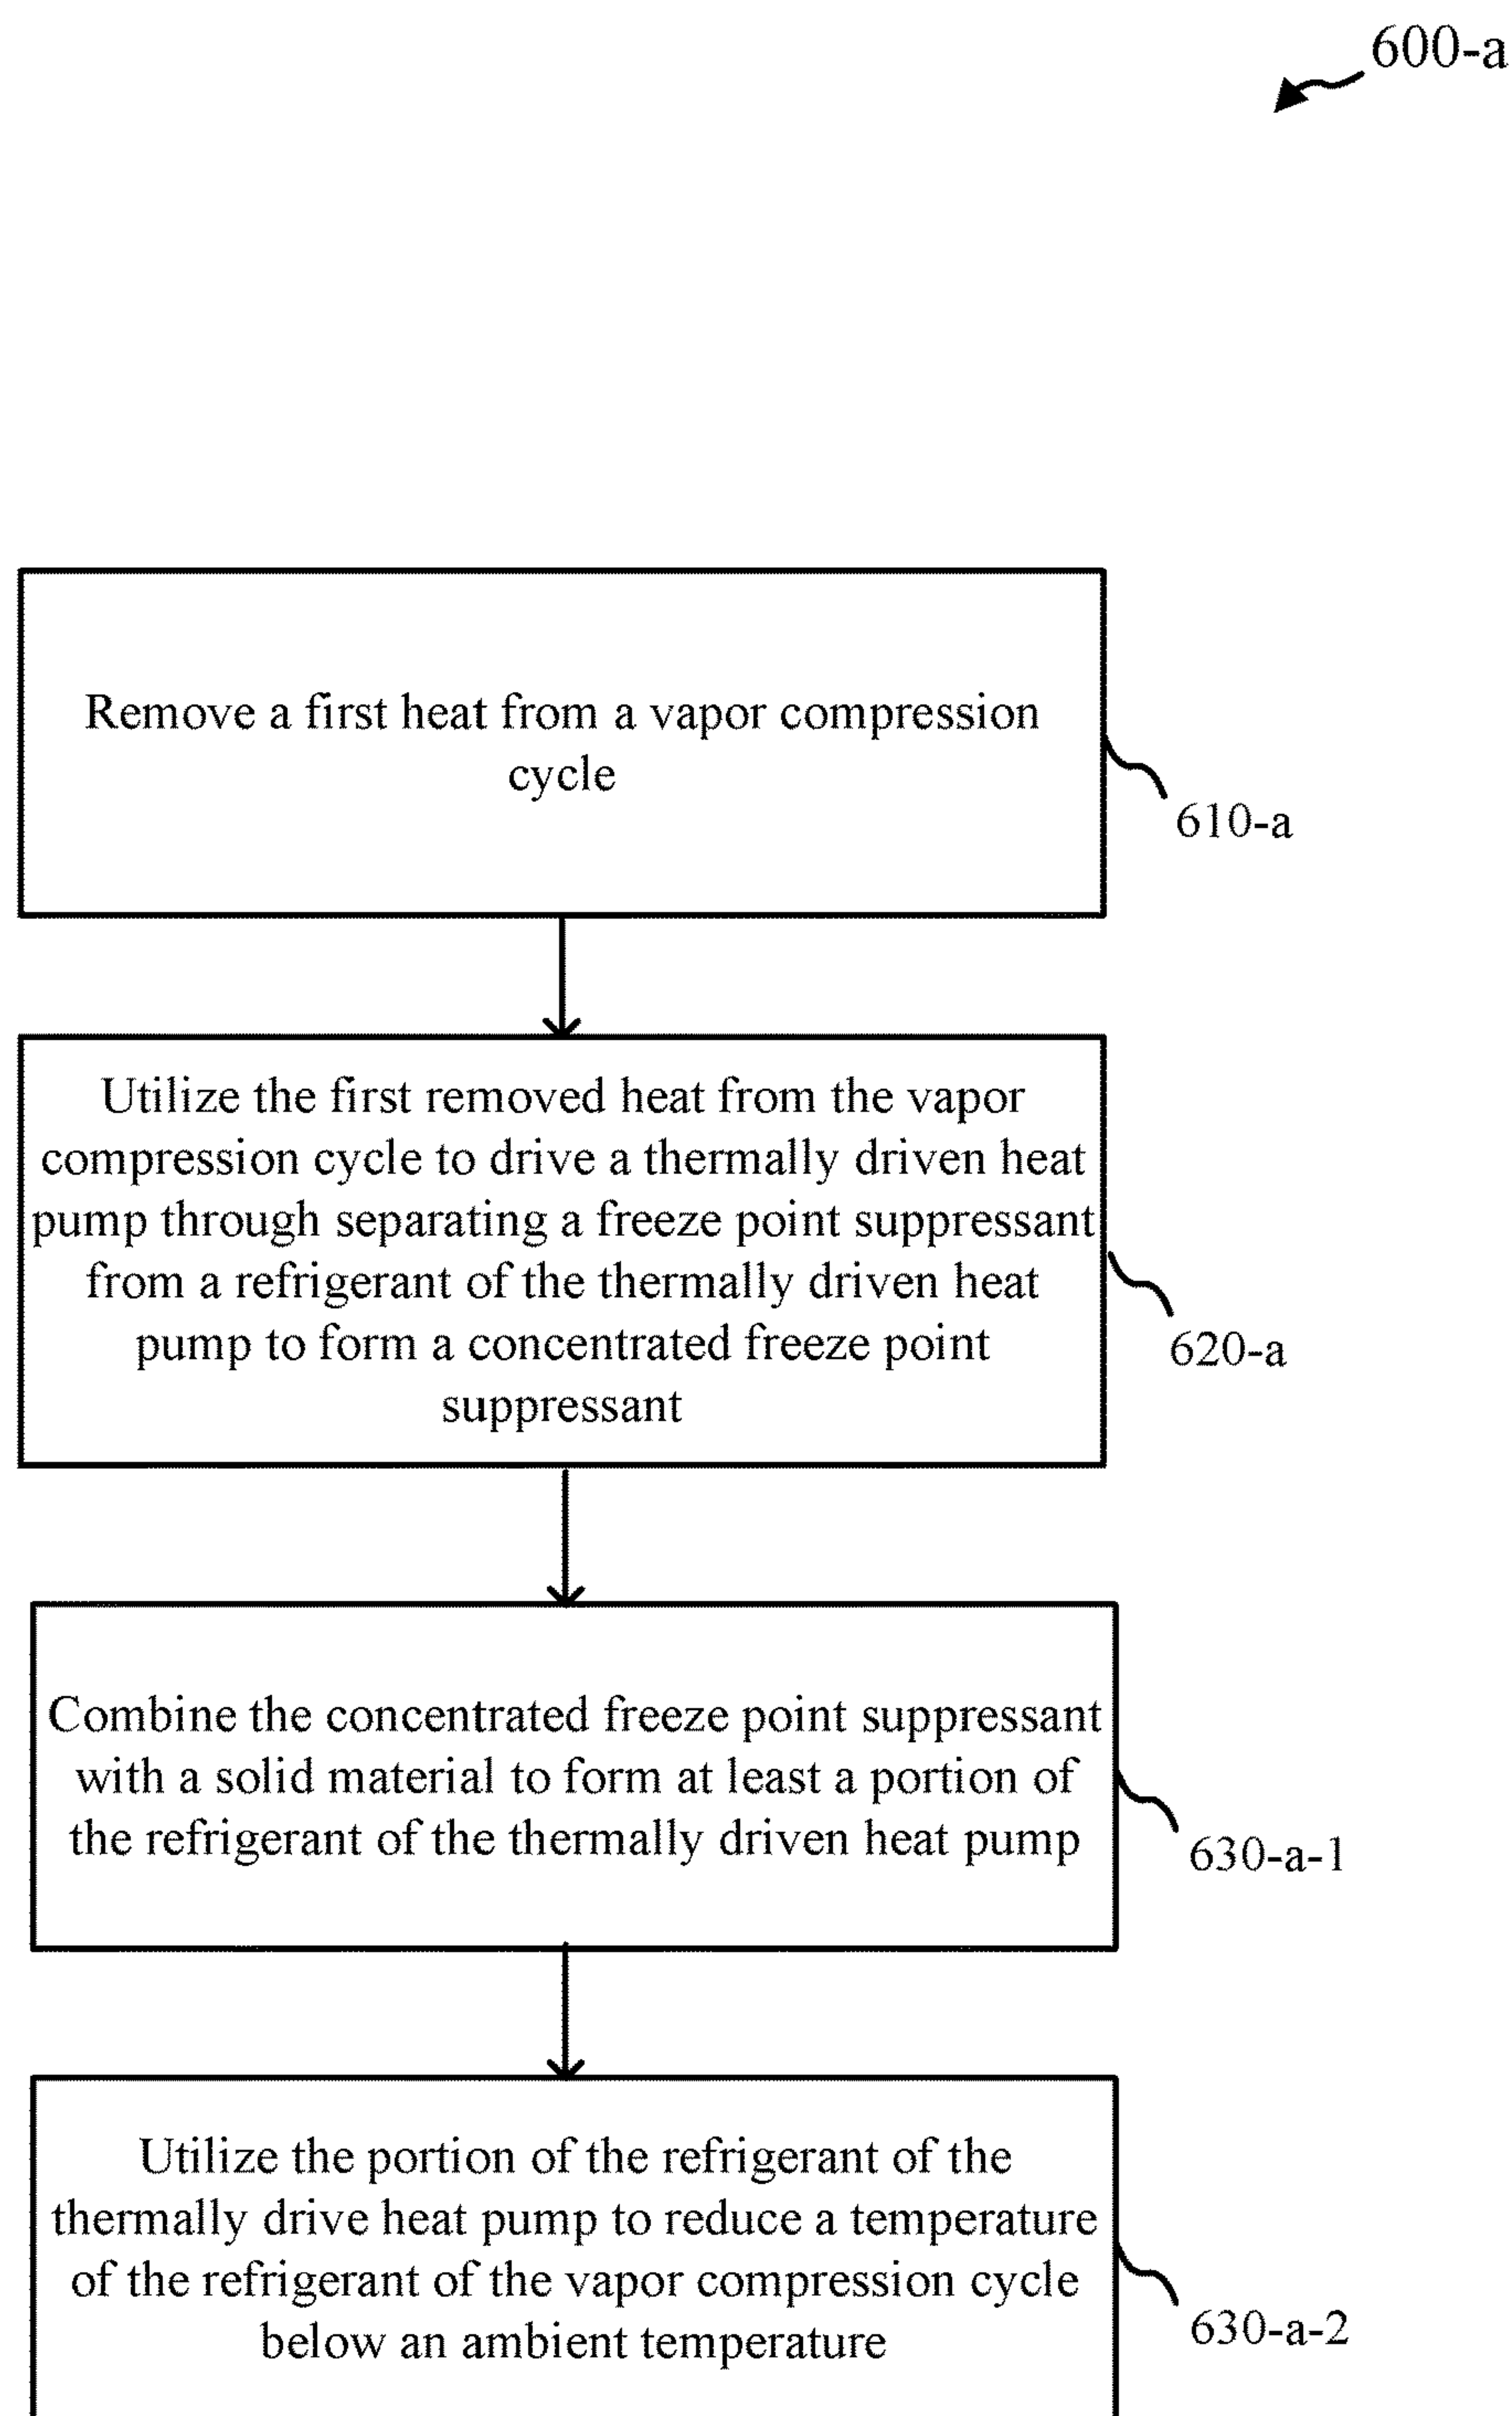 600-a
Remove a first heat from a vapor compression
cycle
610-a
Utilize the first removed heat from the vapor
compression cycle to drive a thermally driven heat
pump through separating a freeze point suppressant
from a refrigerant of the thermally driven heat
pump to form a concentrated freeze point
suppressant
620-a
Combine the concentrated freeze point suppressant
with a solid material to form at least a portion of
the refrigerant of the thermally driven heat pump
630-a-1
Utilize the portion of the refrigerant of the
thermally drive heat pump to reduce a temperature
of the refrigerant of the vapor compression cycle
below an ambient temperature
630-a-2